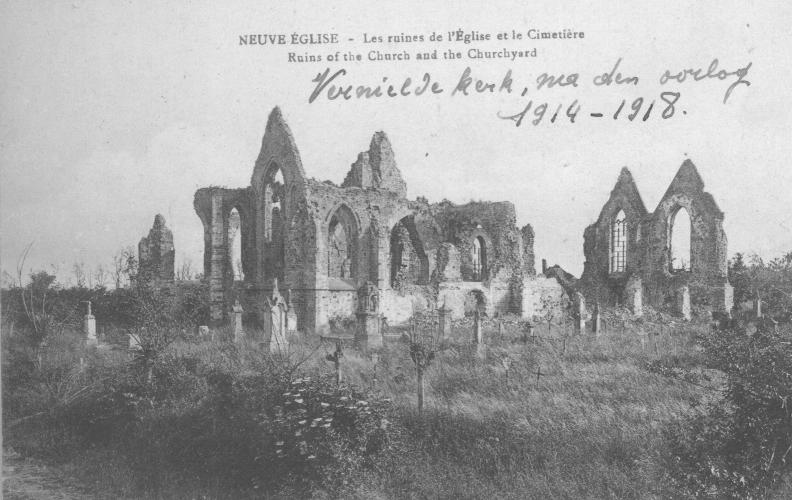 NEUVE ÉGLISE - Les ruines de l'Église et le Cimetière
Ruins of the Church and the Churchyard
Vernielde kerk, na den oorlog
1914-1918.